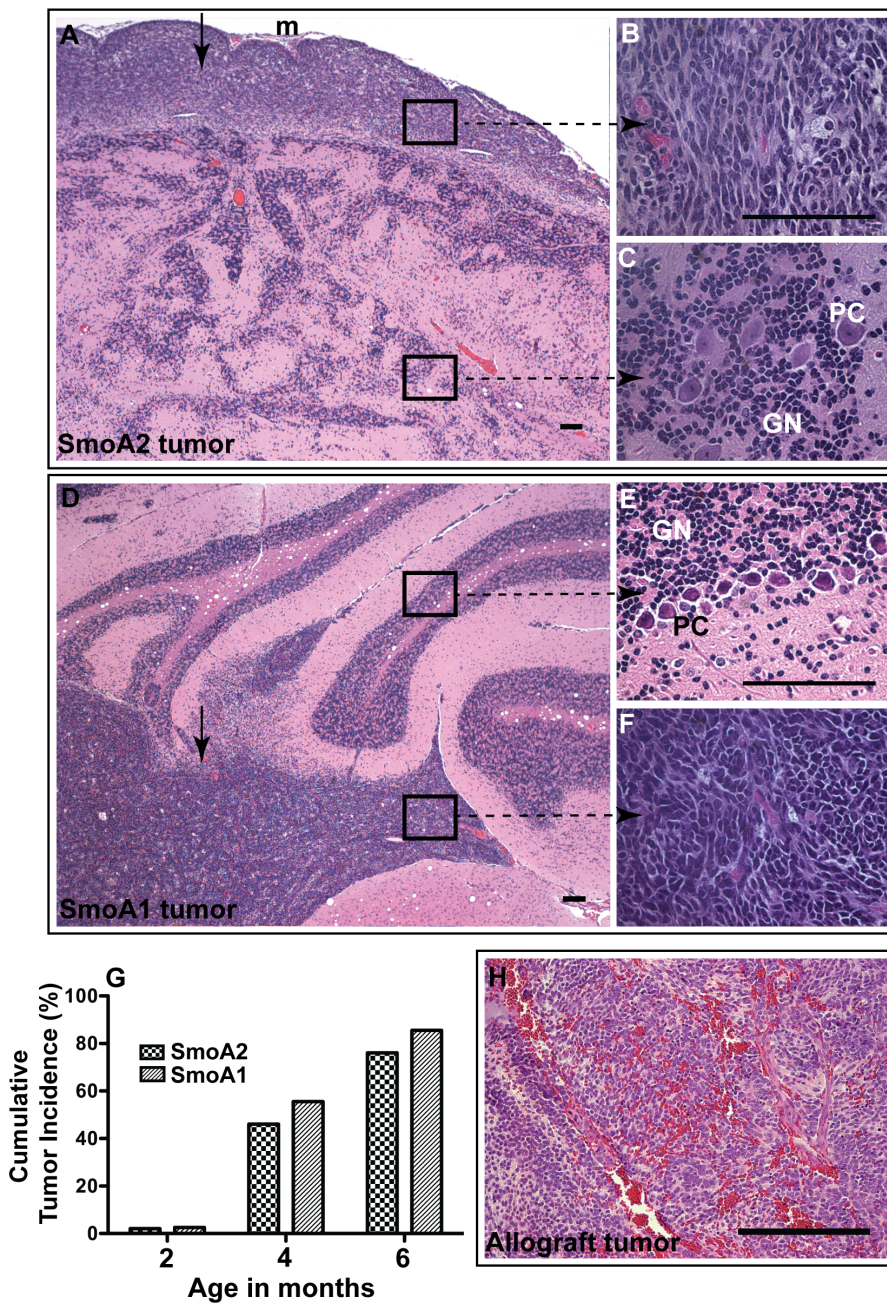 A
m
SmoA2 tumor
B
C
PC
GN
D
SmoA1 tumor
E
GN
PC
F
G
Cumulative
Tumor Incidence (%)
100
80
60
40
20
0
SmoA2
SmoA1
2 4 6
Age in months
H
Allograft tumor